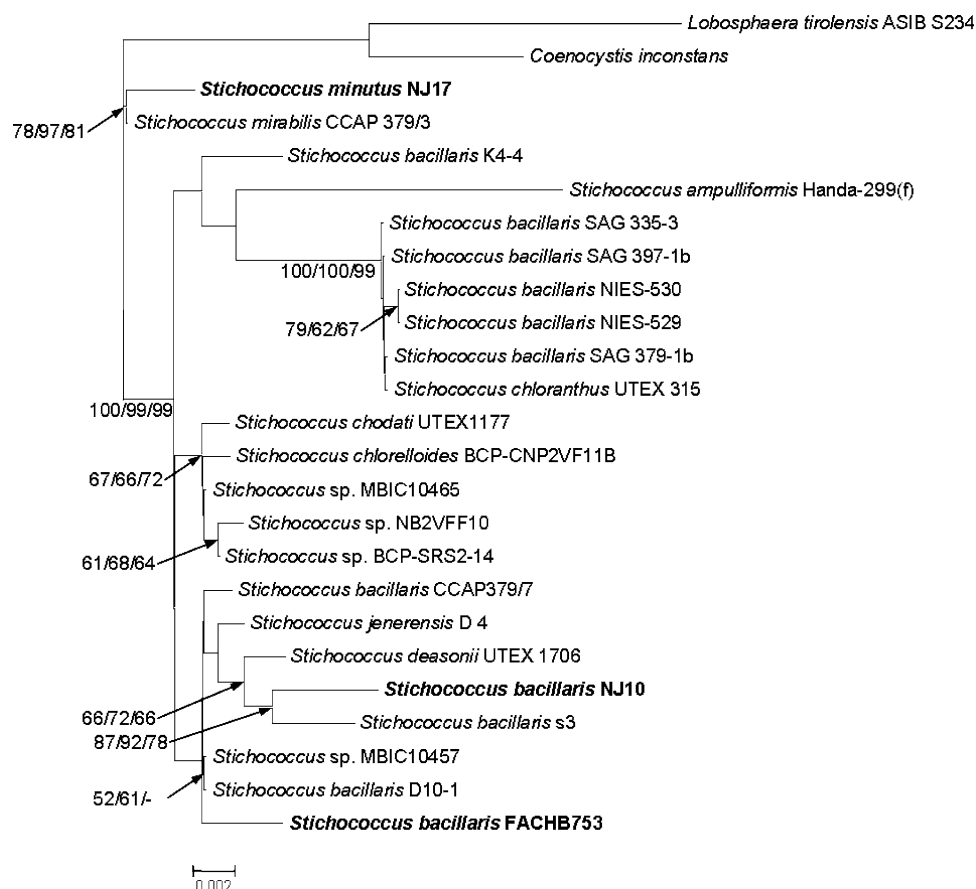 Lobosphaera tirolensis ASIB S234
Coenocystis inconstans
Stichococcus minutus NJ17
78/97/81
Stichococcus mirabilis CCAP 379/3
Stichococcus bacillaris K4-4
Stichococcus ampulliformis Handa-299(f)
Stichococcus bacillaris SAG 335-3
Stichococcus bacillaris SAG 397-1b
100/100/99
Stichococcus bacillaris NIES-530
79/62/67
Stichococcus bacillaris NIES-529
Stichococcus bacillaris SAG 379-1b
Stichococcus chloranthus UTEX 315
100/99/99
Stichococcus chodati UTEX1177
Stichococcus chlorelloides BCP-CNP2VF11B
67/66/72
Stichococcus sp. MBIC10465
Stichococcus sp. NB2VFF10
61/68/64
Stichococcus sp. BCP-SRS2-14
Stichococcus bacillaris CCAP379/7
Stichococcus jenerensis D 4
Stichococcus deasonii UTEX 1706
Stichococcus bacillaris NJ10
66/72/66
Stichococcus bacillaris s3
87/92/78
Stichococcus sp. MBIC10457
Stichococcus bacillaris D10-1
52/61/-
Stichococcus bacillaris FACHB753
0.002